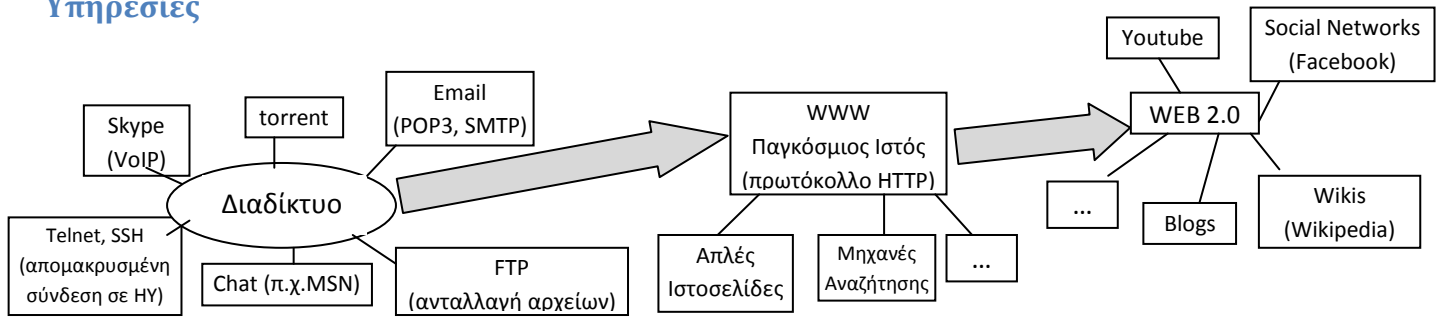 Υπηρεσίες
Skype
(VoIP)
torrent
Email
(POP3, SMTP)
Διαδίκτυο
Telnet, SSH
(απομακρυσμένη
σύνδεση σε ΗΥ)
Chat (π.χ.MSN)
FTP
(ανταλλαγή αρχείων)
WWW
Παγκόσμιος Ιστός
(πρωτόκολλο HTTP)
Απλές
Ιστοσελίδες
Μηχανές
Αναζήτησης
...
Youtube
Social Networks
(Facebook)
WEB 2.0
...
Blogs
Wikis
(Wikipedia)